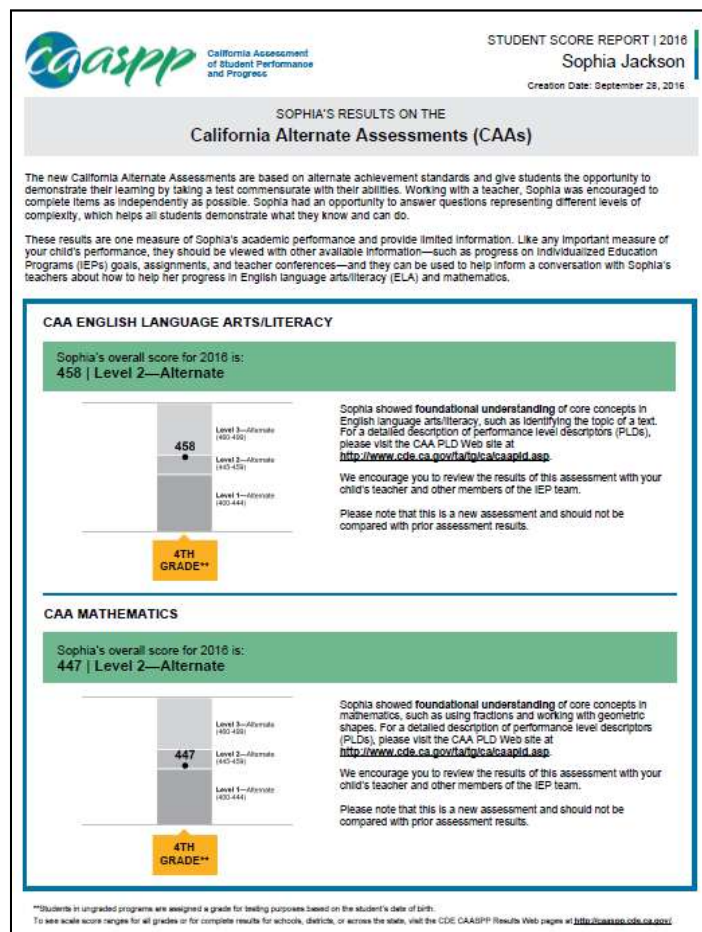 caaspp
California Assessment
of Student Performance
and Progress
STUDENT SCORE REPORT | 2016
Sophia Jackson
Creation Date: September 28, 2016
SOPHIA'S RESULTS ON THE
California Alternate Assessments (CAAs)
The new California Alternate Assessments are based on alternate achievement standards and give students the opportunity to
demonstrate their learning by taking a test commensurate with their abilities. Working with a teacher, Sophia was encouraged to
complete items as independently as possible. Sophia had an opportunity to answer questions representing different levels of
complexity, which helps all students demonstrate what they know and can do.
These results are one measure of Sophia's academic performance and provide limited information. Like any important measure of
your child's performance, they should be viewed with other available information—such as progress on Individualized Education
Programs (IEPs) goals, assignments, and teacher conferences—and they can be used to help inform a conversation with Sophia's
teachers about how to help her progress in English language arts/literacy (ELA) and mathematics.
CAA ENGLISH LANGUAGE ARTS/LITERACY
Sophia's overall score for 2016 is:
458 | Level 2—Alternate
Level 3—Alternate
(460-499)
458
Level 2—Alternate
(445-459)
Level 1—Alternate
(400-444)
4TH
GRADE**
Sophia showed foundational understanding of core concepts in
English language arts/literacy, such as identifying the topic of a text.
For a detailed description of performance level descriptors (PLDs),
please visit the CAA PLD Web site at
http://www.cde.ca.gov/ta/tg/ca/caapld.asp.
We encourage you to review the results of this assessment with your
child's teacher and other members of the IEP team.
Please note that this is a new assessment and should not be
compared with prior assessment results.
CAA MATHEMATICS
Sophia's overall score for 2016 is:
447 | Level 2—Alternate
Level 3—Alternate
(460-499)
447
Level 2—Alternate
(445-459)
Level 1—Alternate
(400-444)
4TH
GRADE**
Sophia showed foundational understanding of core concepts in
mathematics, such as using fractions and working with geometric
shapes. For a detailed description of performance level descriptors
(PLDs), please visit the CAA PLD Web site at
http://www.cde.ca.gov/ta/tg/ca/caapld.asp.
We encourage you to review the results of this assessment with your
child's teacher and other members of the IEP team.
Please note that this is a new assessment and should not be
compared with prior assessment results.
**Students in ungraded programs are assigned a grade for testing purposes based on the student's date of birth.
To see scale score ranges for all grades or for complete results for schools, districts, or across the state, visit the CDE CAASPP Results Web pages at http://caaspp.cde.ca.gov/.